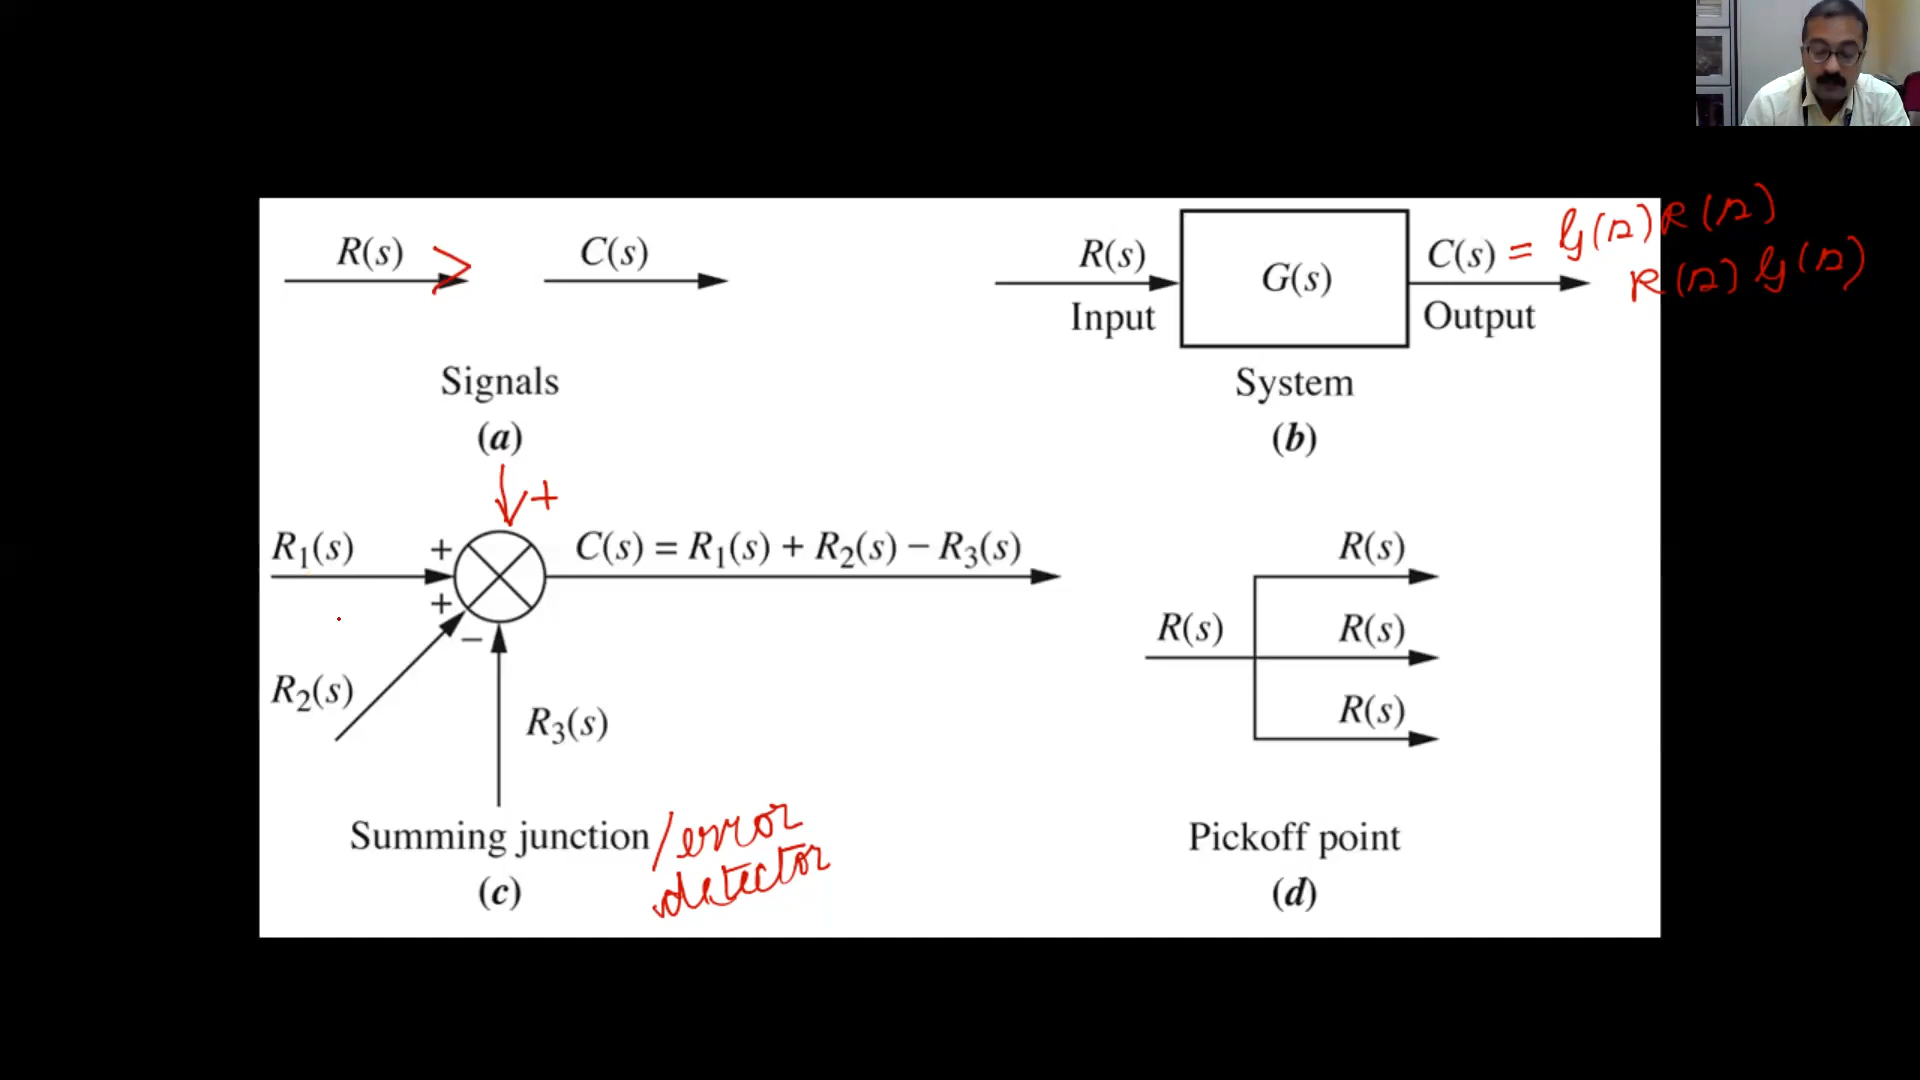 R(s) > C(s)
Signals
(a)
R(s) G(s) C(s) = G(s) R(s)
R(s) G(s)
Input Output
System
(b)
+
R₁(s) + C(s) = R₁(s) + R₂(s) − R₃(s)
+
−
R₂(s)
R₃(s)
Summing junction / error
detector
(c)
R(s)
R(s) R(s)
R(s)
Pickoff point
(d)